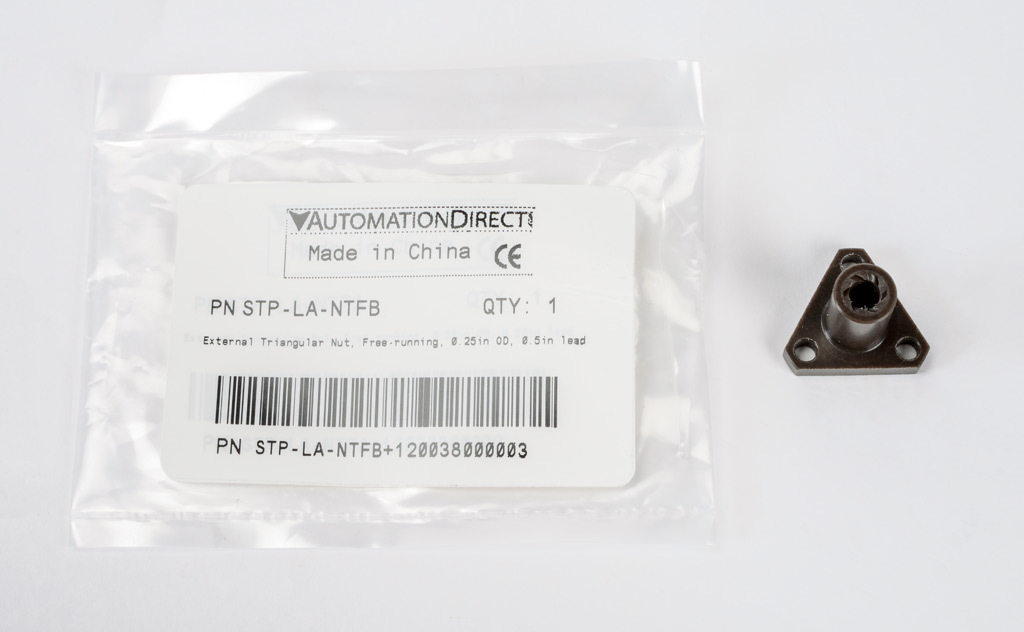 AUTOMATIONDIRECT
Made in China CE
PN STP-LA-NTFB QTY: 1
External Triangular Nut, Free-running, 0.25in OD, 0.5in lead
PN STP-LA-NTFB+120038000003